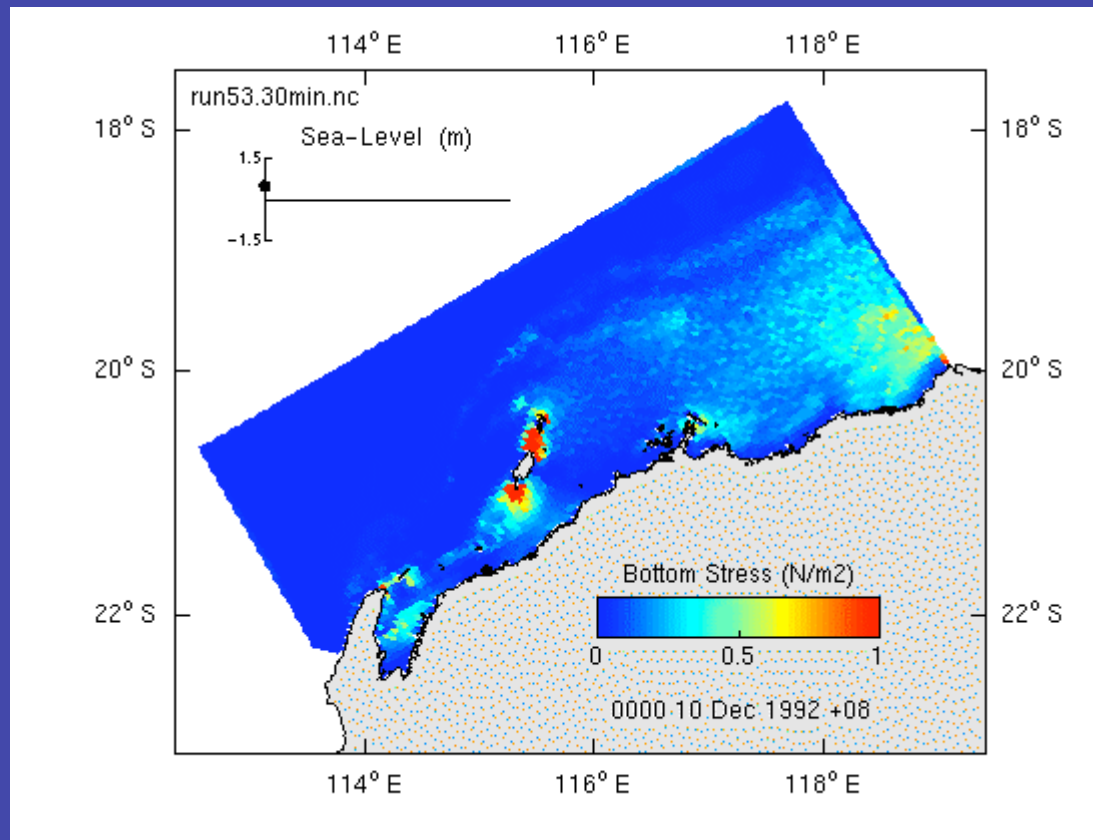 114° E 116° E 118° E
run53.30min.nc
18° S 18° S
Sea-Level (m)
1.5
-1.5
20° S 20° S
Bottom Stress (N/m2)
22° S 22° S
0 0.5 1
0000 10 Dec 1992 +08
114° E 116° E 118° E